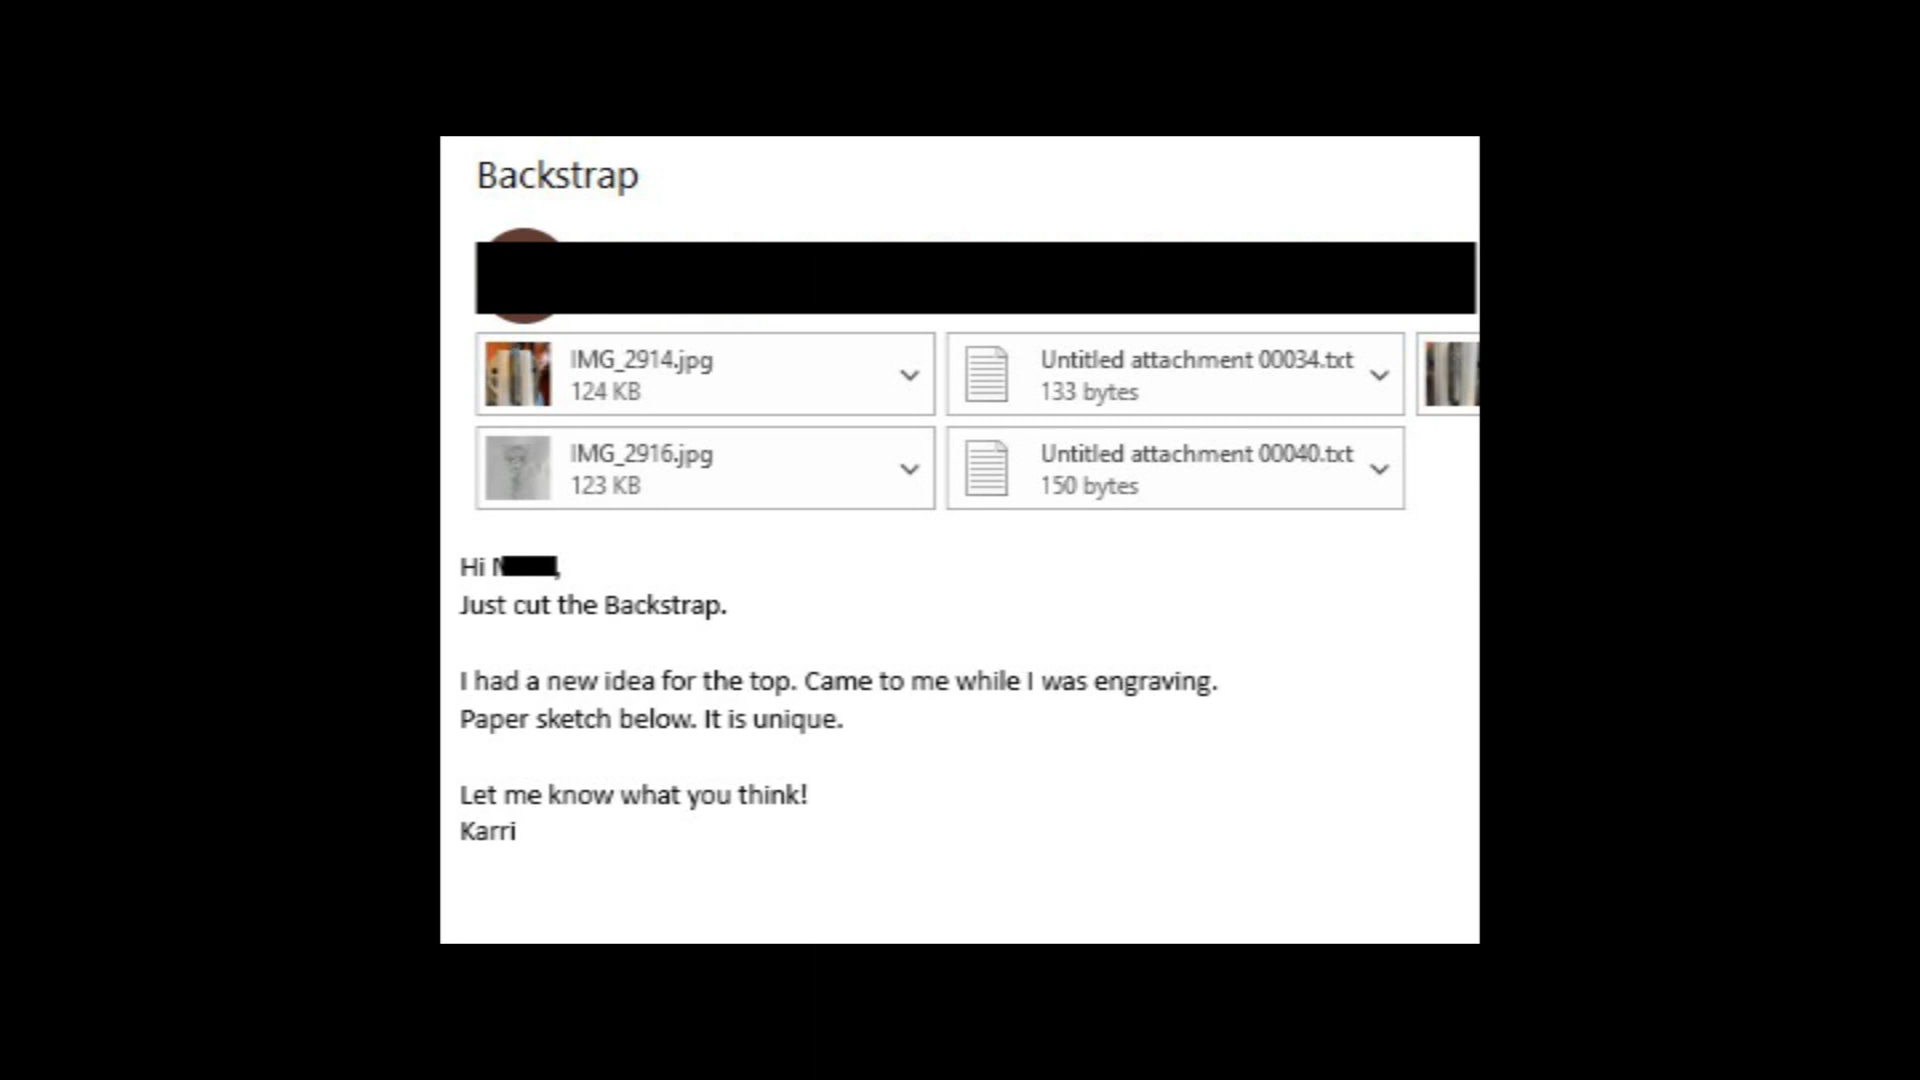 Backstrap
IMG_2914.jpg
124 KB
Untitled attachment 00034.txt
133 bytes
IMG_2916.jpg
123 KB
Untitled attachment 00040.txt
150 bytes
Hi
Just cut the Backstrap.
I had a new idea for the top. Came to me while I was engraving.
Paper sketch below. It is unique.
Let me know what you think!
Karri